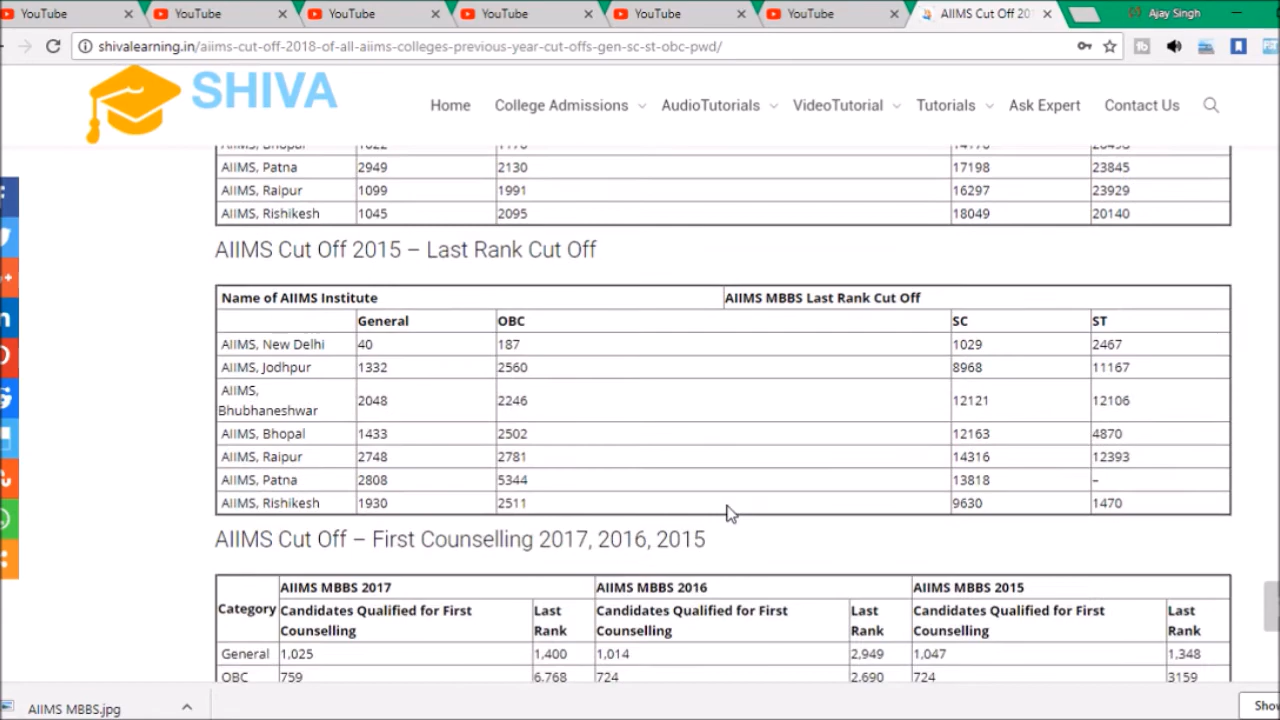 YouTube YouTube YouTube YouTube YouTube YouTube AIIMS Cut Off 20 Ajay Singh
shivalearning.in/aiims-cut-off-2018-of-all-aiims-colleges-previous-year-cut-offs-gen-sc-st-obc-pwd/
SHIVA
Home College Admissions AudioTutorials VideoTutorial Tutorials Ask Expert Contact Us
AIIMS, Patna 2949 2130 17198 23845
AIIMS, Raipur 1099 1991 16297 23929
AIIMS, Rishikesh 1045 2095 18049 20140
AIIMS Cut Off 2015 – Last Rank Cut Off
Name of AIIMS Institute AIIMS MBBS Last Rank Cut Off
General OBC SC ST
AIIMS, New Delhi 40 187 1029 2467
AIIMS, Jodhpur 1332 2560 8968 11167
AIIMS,
Bhubhaneshwar 2048 2246 12121 12106
AIIMS, Bhopal 1433 2502 12163 4870
AIIMS, Raipur 2748 2781 14316 12393
AIIMS, Patna 2808 5344 13818 –
AIIMS, Rishikesh 1930 2511 9630 1470
AIIMS Cut Off – First Counselling 2017, 2016, 2015
Category AIIMS MBBS 2017 AIIMS MBBS 2016 AIIMS MBBS 2015
Candidates Qualified for First Last Candidates Qualified for First Last Candidates Qualified for First Last
Counselling Rank Counselling Rank Counselling Rank
General 1,025 1,400 1,014 2,949 1,047 1,348
OBC 759 6,768 724 2,690 724 3159
AIIMS MBBS.jpg Show